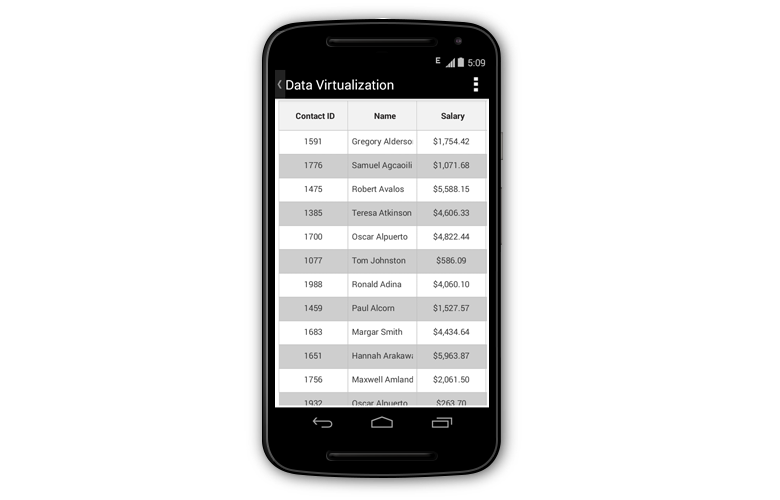 E 5:09
Data Virtualization
Contact ID Name Salary
1591 Gregory Alderso $1,754.42
1776 Samuel Agcaoili $1,071.68
1475 Robert Avalos $5,588.15
1385 Teresa Atkinson $4,606.33
1700 Oscar Alpuerto $4,822.44
1077 Tom Johnston $586.09
1988 Ronald Adina $4,060.10
1459 Paul Alcorn $1,527.57
1683 Margar Smith $4,434.64
1651 Hannah Arakawa $5,963.87
1756 Maxwell Amland $2,061.50
1932 Oscar Alpuerto $263.70